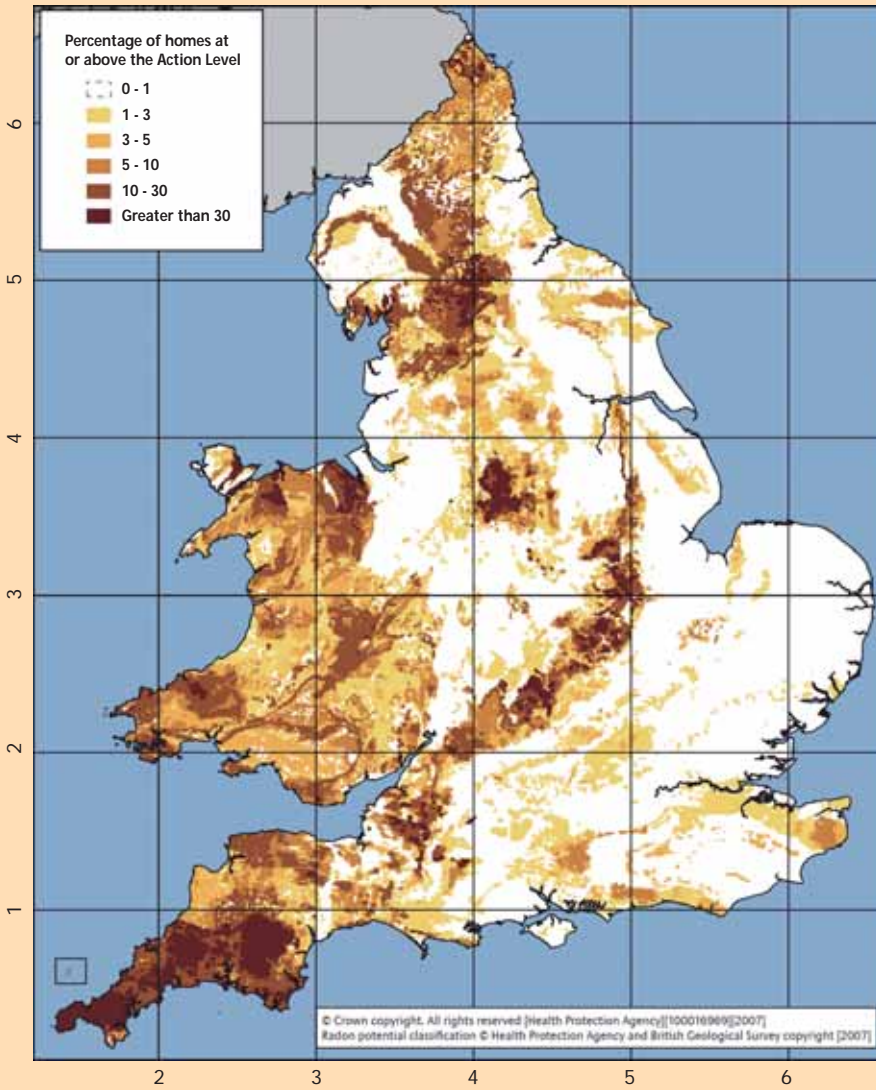 Percentage of homes at
or above the Action Level
0 - 1
1 - 3
3 - 5
5 - 10
10 - 30
Greater than 30
6
5
4
3
2
1
© Crown copyright. All rights reserved [Health Protection Agency][100016969][2007]
Radon potential classification © Health Protection Agency and British Geological Survey copyright [2007]
2 3 4 5 6